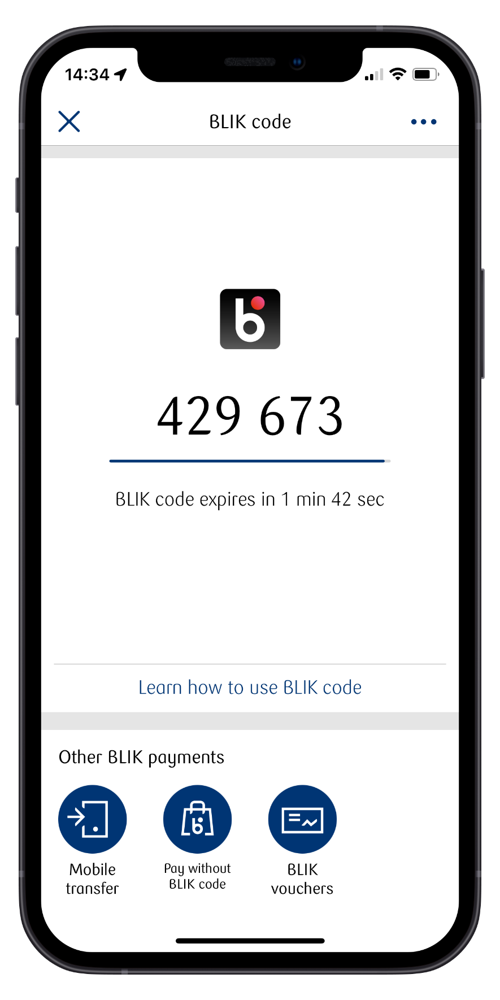 14:34
BLIK code
b
429 673
BLIK code expires in 1 min 42 sec
Learn how to use BLIK code
Other BLIK payments
Mobile
transfer
b
Pay without
BLIK code
BLIK
vouchers